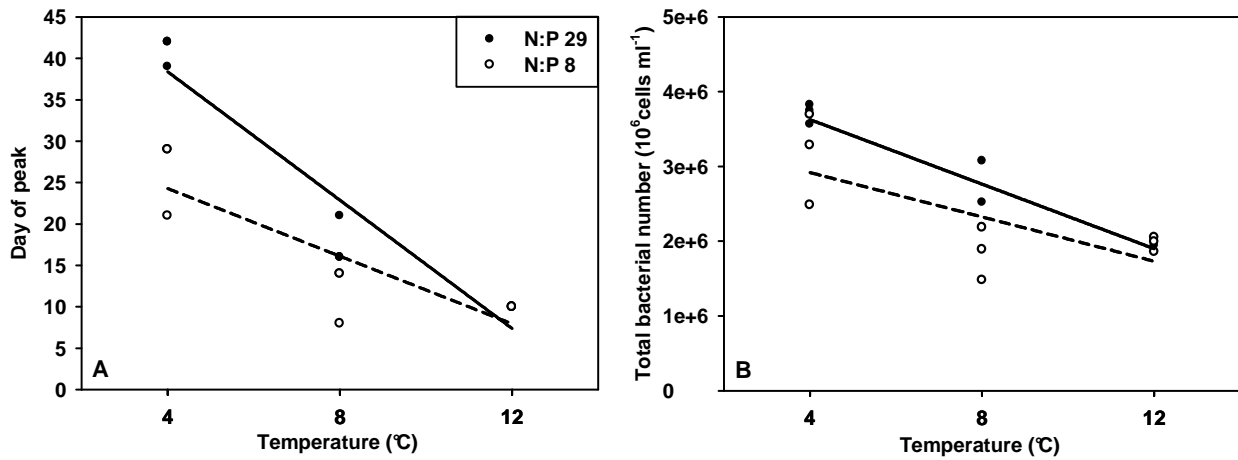 45
40
35
30
25
20
15
10
5
0
Day of peak
N:P 29
N:P 8
A
4
8
12
Temperature (°C)
5e+6
4e+6
3e+6
2e+6
1e+6
0
Total bacterial number (10⁶cells ml⁻¹)
B
4
8
12
Temperature (°C)